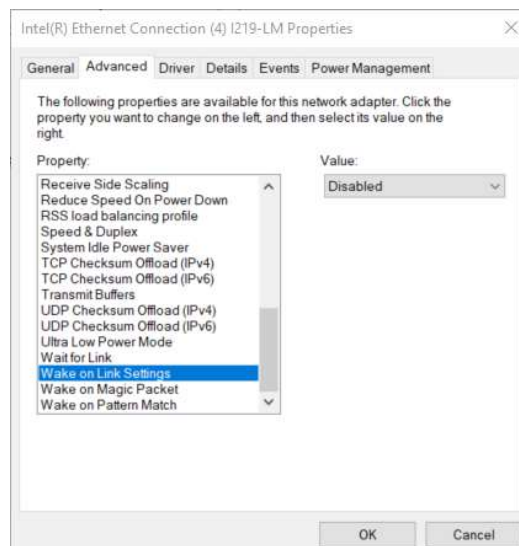 Intel(R) Ethernet Connection (4) I219-LM Properties
General Advanced Driver Details Events Power Management
The following properties are available for this network adapter. Click the
property you want to change on the left, and then select its value on the
right.
Property:
Value:
Receive Side Scaling
Disabled
Reduce Speed On Power Down
RSS load balancing profile
Speed & Duplex
System Idle Power Saver
TCP Checksum Offload (IPv4)
TCP Checksum Offload (IPv6)
Transmit Buffers
UDP Checksum Offload (IPv4)
UDP Checksum Offload (IPv6)
Ultra Low Power Mode
Wait for Link
Wake on Link Settings
Wake on Magic Packet
Wake on Pattern Match
OK Cancel